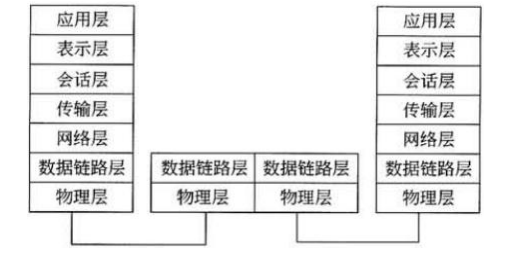 应用层
表示层
会话层
传输层
网络层
数据链路层
物理层
数据链路层 数据链路层
物理层 物理层
应用层
表示层
会话层
传输层
网络层
数据链路层
物理层